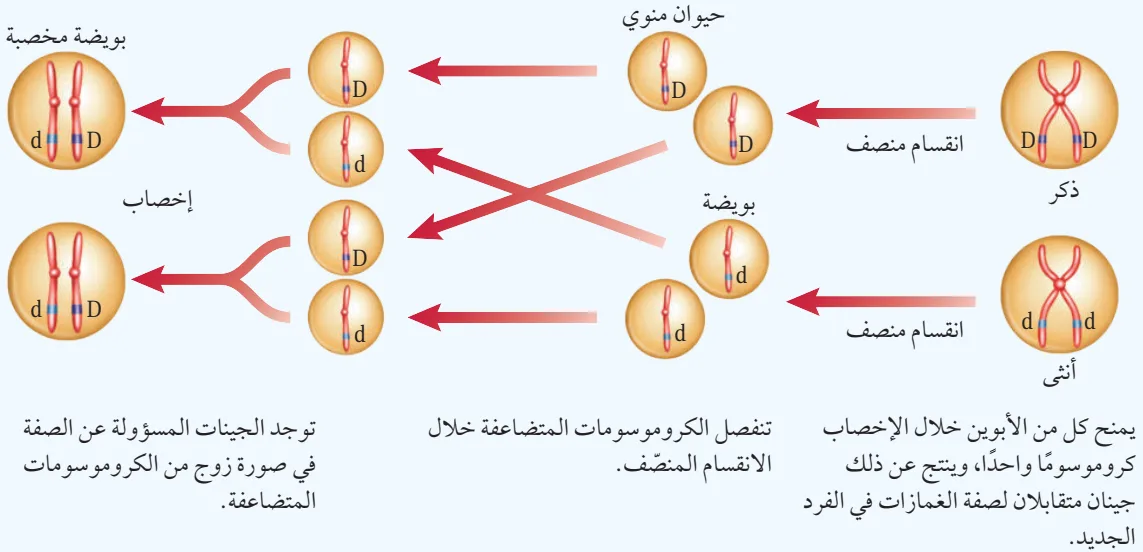 حيوان منوي
بويضة مخصبة
D
D
D
D
D
d
D
d
انقسام منصف
ذكر
إخصاب
بويضة
D
d
d
D
d
d
d
d
انقسام منصف
أنثى
يمنح كل من الأبوين خلال الإخصاب
كروموسومًا واحدًا، وينتج عن ذلك
جينان متقابلان لصفة الغمازات في الفرد
الجديد.
تنفصل الكروموسومات المتضاعفة خلال
الانقسام المنصّف.
توجد الجينات المسؤولة عن الصفة
في صورة زوج من الكروموسومات
المتضاعفة.